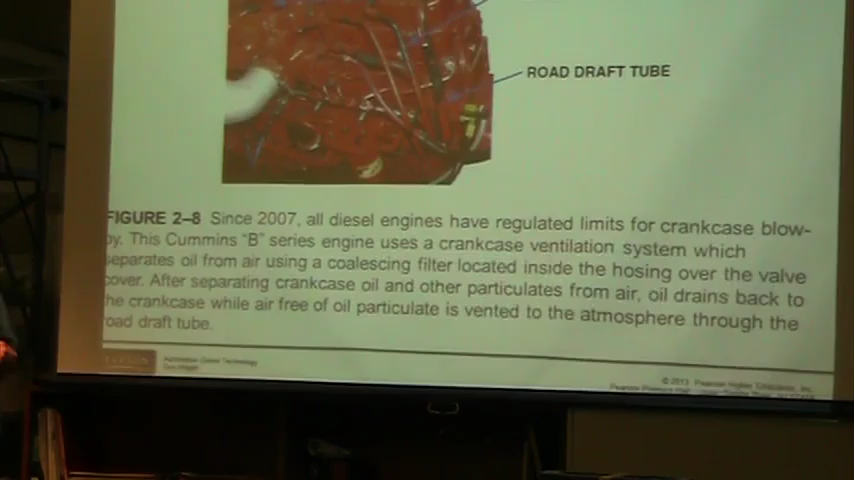 ROAD DRAFT TUBE
FIGURE 2–8 Since 2007, all diesel engines have regulated limits for crankcase blow-
by. This Cummins "B" series engine uses a crankcase ventilation system which
separates oil from air using a coalescing filter located inside the hosing over the valve
cover. After separating crankcase oil and other particulates from air, oil drains back to
the crankcase while air free of oil particulate is vented to the atmosphere through the
road draft tube.
PEARSON
Automotive Technology
© 2013 Pearson Higher Education, Inc.